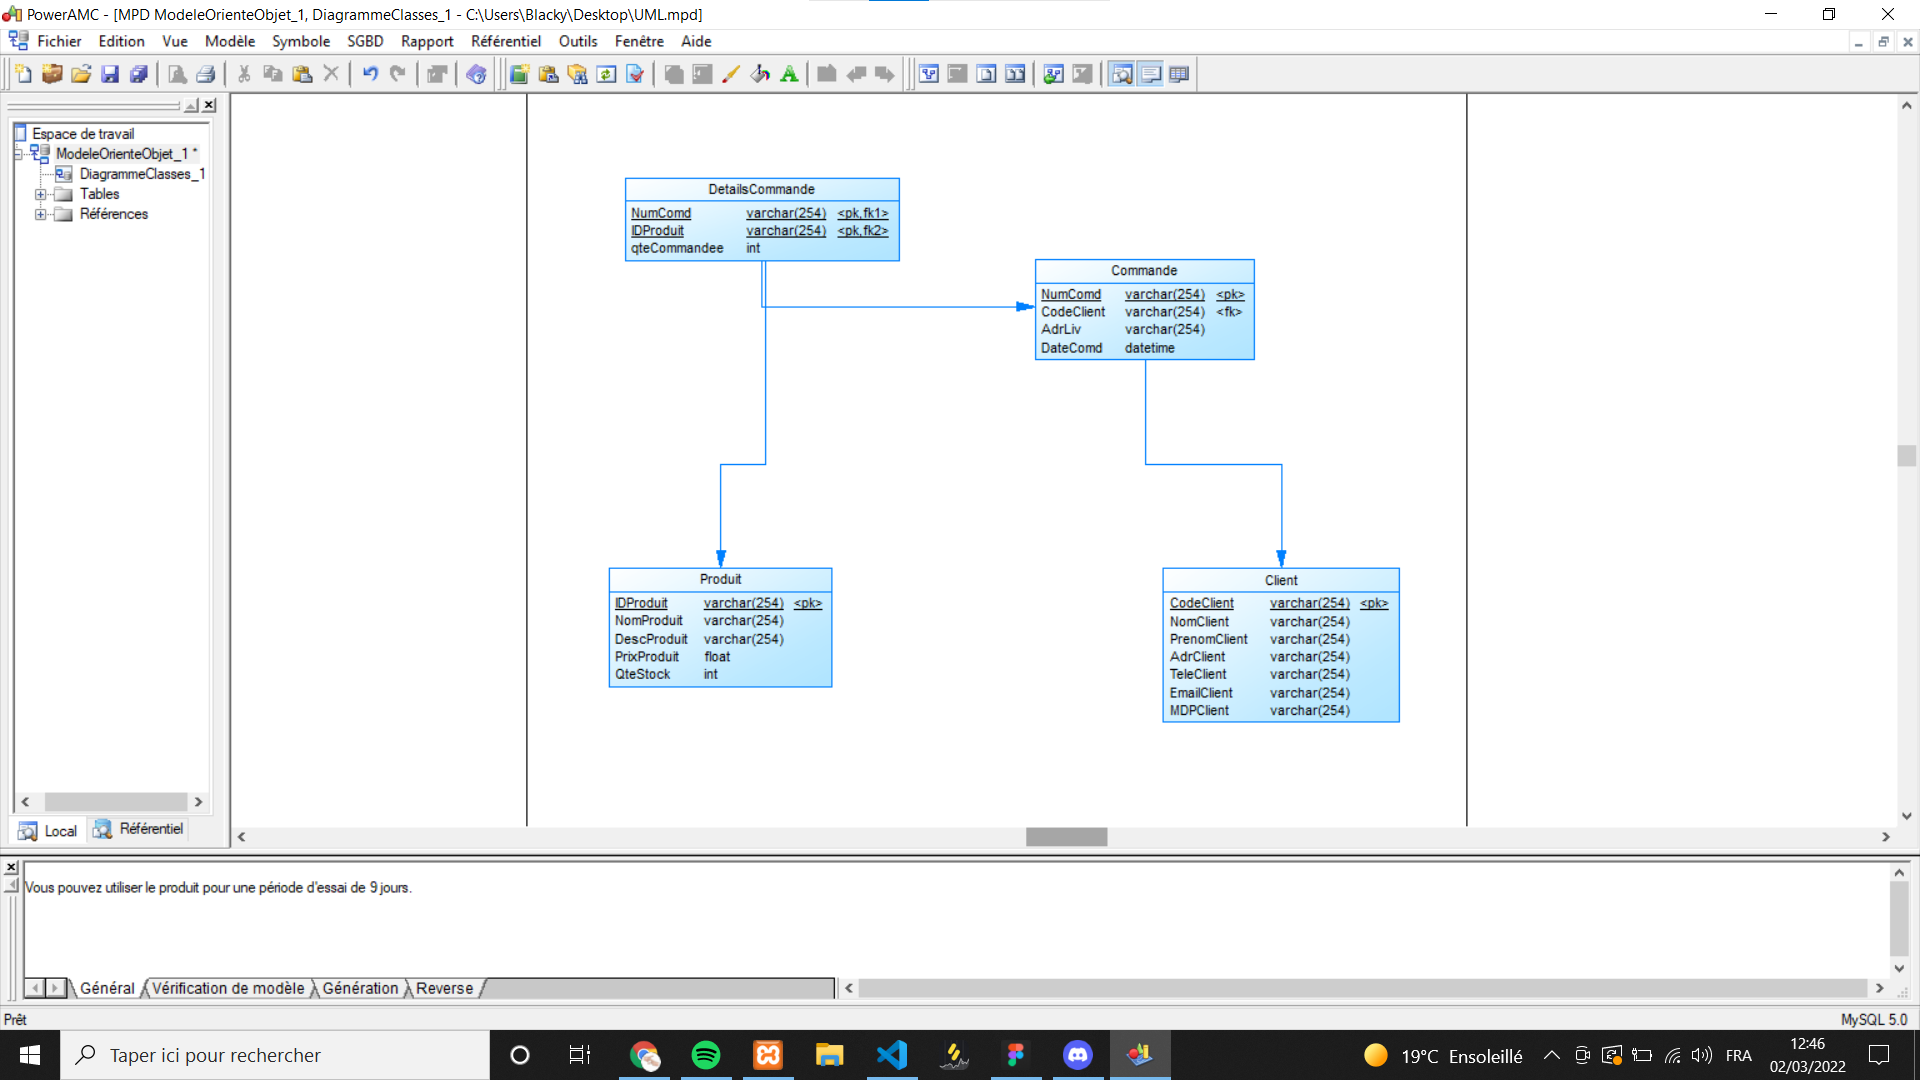 PowerAMC - [MPD ModeleOrienteObjet_1, DiagrammeClasses_1 - C:\Users\Blacky\Desktop\UML.mpd]
Fichier Edition Vue Modèle Symbole SGBD Rapport Référentiel Outils Fenêtre Aide
Espace de travail
ModeleOrienteObjet_1 *
DiagrammeClasses_1
Tables
Références
Local Référentiel
DetailsCommande
NumComd varchar(254) <pk,fk1>
IDProduit varchar(254) <pk,fk2>
qteCommandee int
Commande
NumComd varchar(254) <pk>
CodeClient varchar(254) <fk>
AdrLiv varchar(254)
DateComd datetime
Produit
IDProduit varchar(254) <pk>
NomProduit varchar(254)
DescProduit varchar(254)
PrixProduit float
QteStock int
Client
CodeClient varchar(254) <pk>
NomClient varchar(254)
PrenomClient varchar(254)
AdrClient varchar(254)
TeleClient varchar(254)
EmailClient varchar(254)
MDPClient varchar(254)
Vous pouvez utiliser le produit pour une période d'essai de 9 jours.
Général Vérification de modèle Génération Reverse
Prêt
MySQL 5.0
Taper ici pour rechercher
19°C Ensoleillé
FRA
12:46
02/03/2022